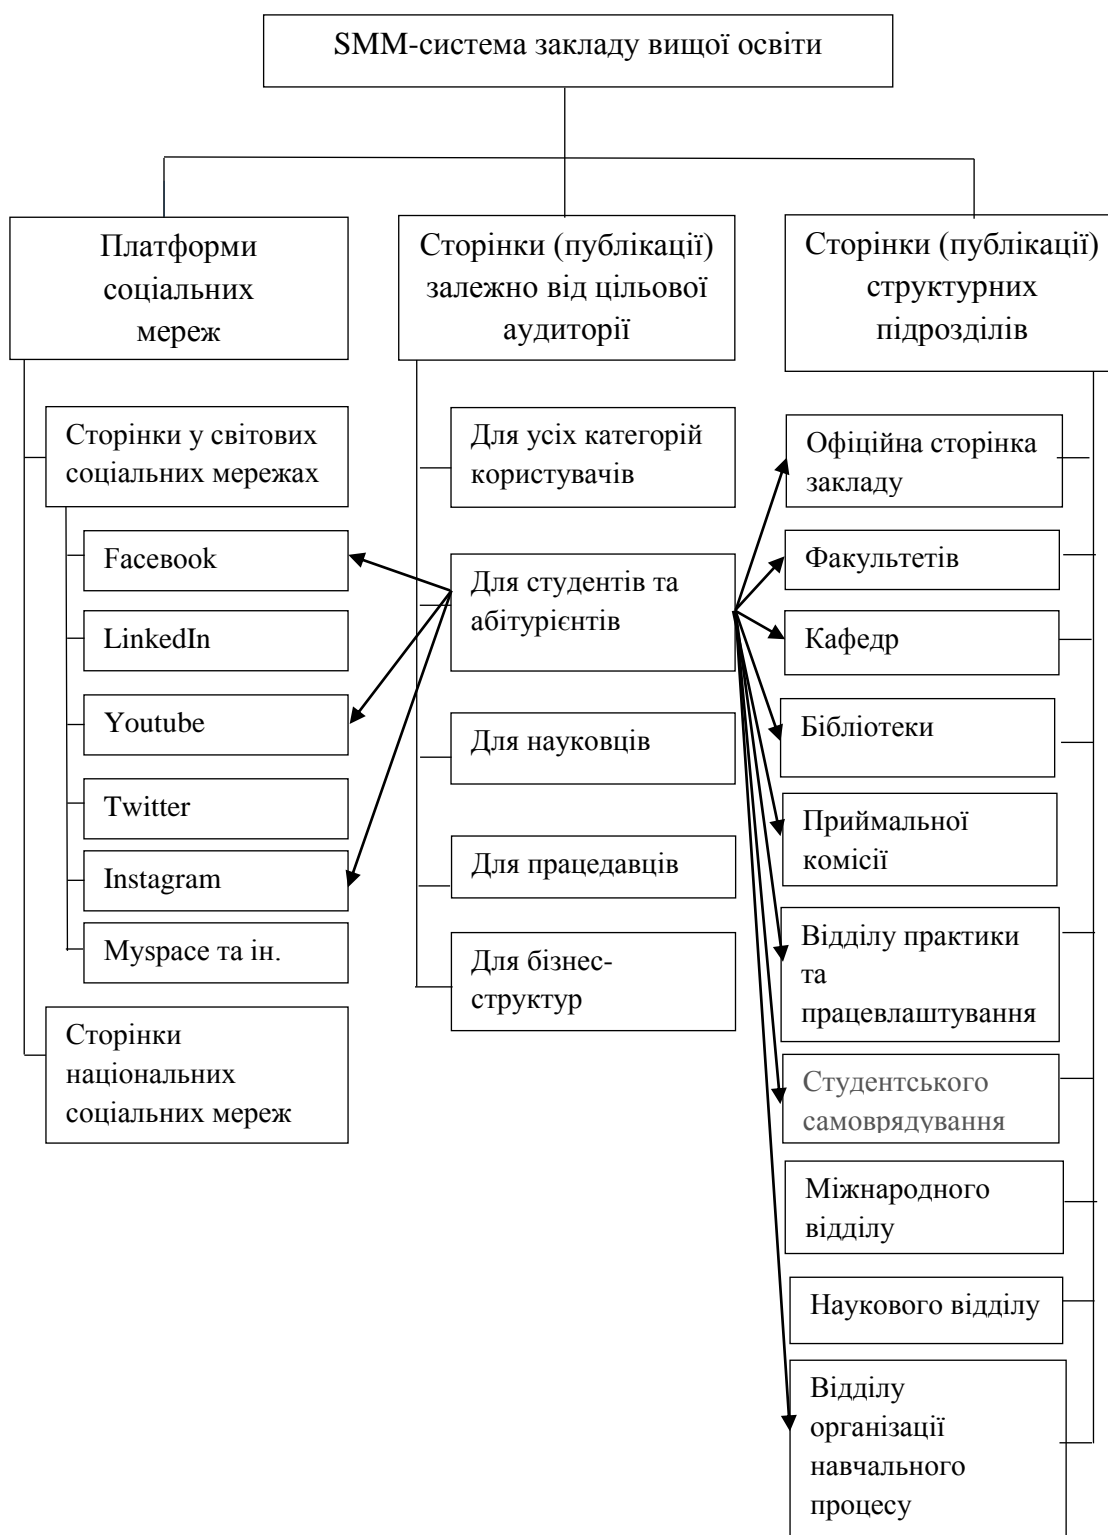 SMM-система закладу вищої освіти
Платформи
соціальних
мереж
Сторінки у світових
соціальних мережах
Faceвook
LinkedIn
Youtube
Twitter
Instagram
Myspace та ін.
Сторінки
національних
соціальних мереж
Сторінки (публікації)
залежно від цільової
аудиторії
Для усіх категорій
користувачів
Для студентів та
абітурієнтів
Для науковців
Для працедавців
Для бізнес-
структур
Сторінки (публікації)
структурних
підрозділів
Офіційна сторінка
закладу
Факультетів
Кафедр
Бібліотеки
Приймальної
комісії
Відділу практики
та
працевлаштування
Студентського
самоврядування
Міжнародного
відділу
Наукового відділу
Відділу
організації
навчального
процесу